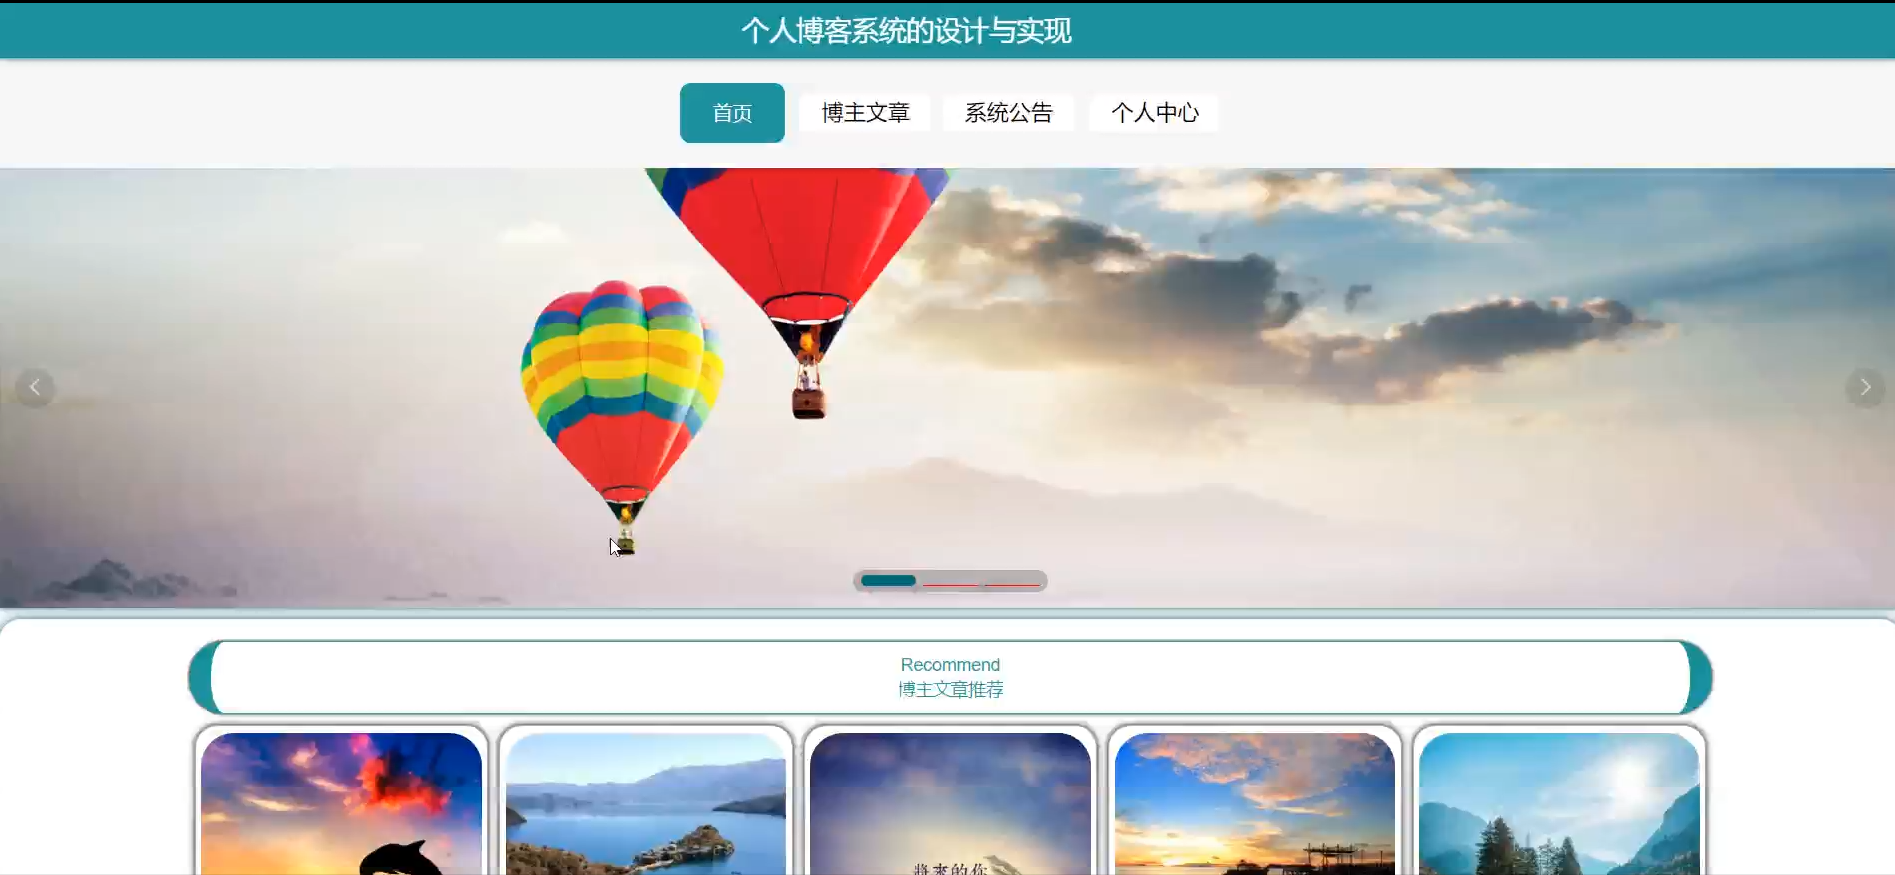 个人博客系统的设计与实现
首页
博主文章
系统公告
个人中心
Recommend
博主文章推荐
将来的你